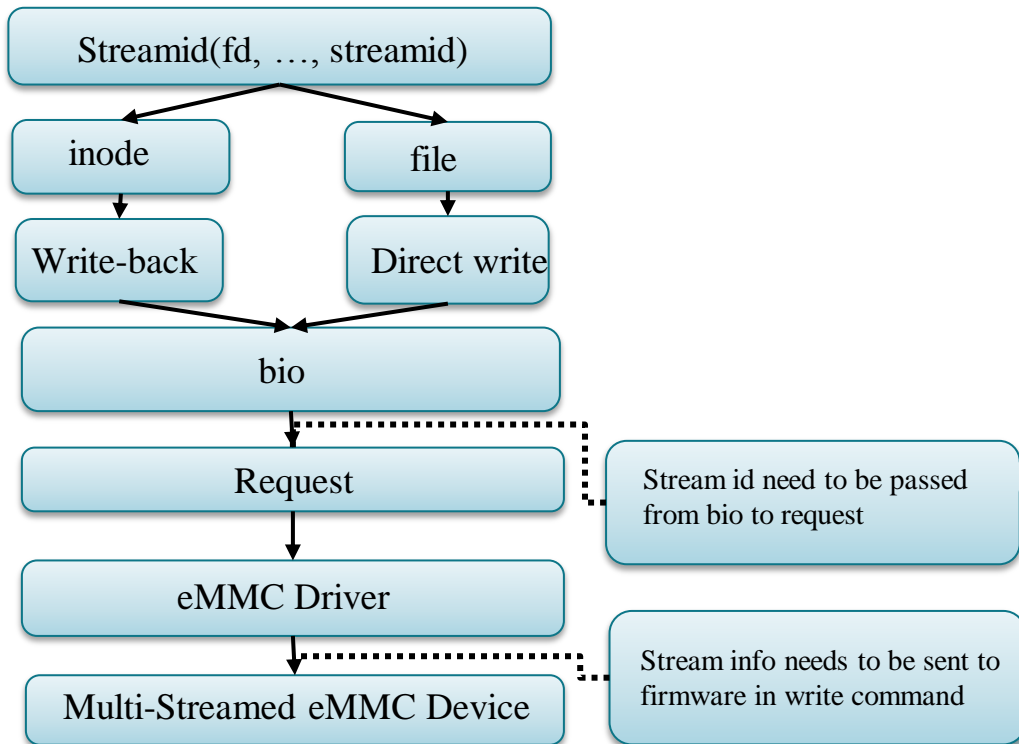 Streamid(fd, …, streamid)
inode
file
Write-back
Direct write
bio
Request
Stream id need to be passed
from bio to request
eMMC Driver
Stream info needs to be sent to
firmware in write command
Multi-Streamed eMMC Device